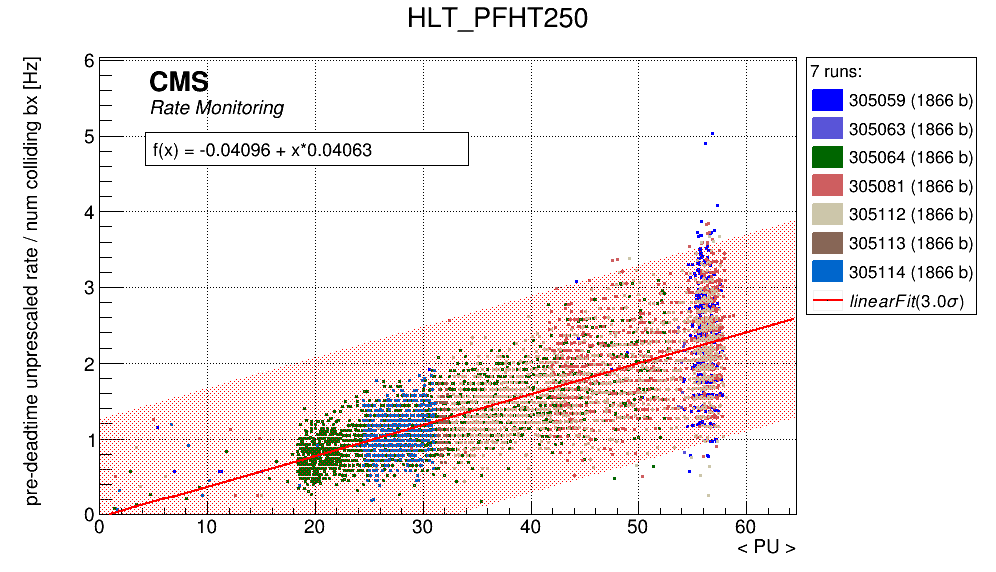 HLT_PFHT250
pre-deadtime unprescaled rate / num colliding bx [Hz]
CMS
Rate Monitoring
f(x) = -0.04096 + x*0.04063
6
5
4
3
2
1
0
0 10 20 30 40 50 60
< PU >
7 runs:
305059 (1866 b)
305063 (1866 b)
305064 (1866 b)
305081 (1866 b)
305112 (1866 b)
305113 (1866 b)
305114 (1866 b)
linearFit(3.0σ)